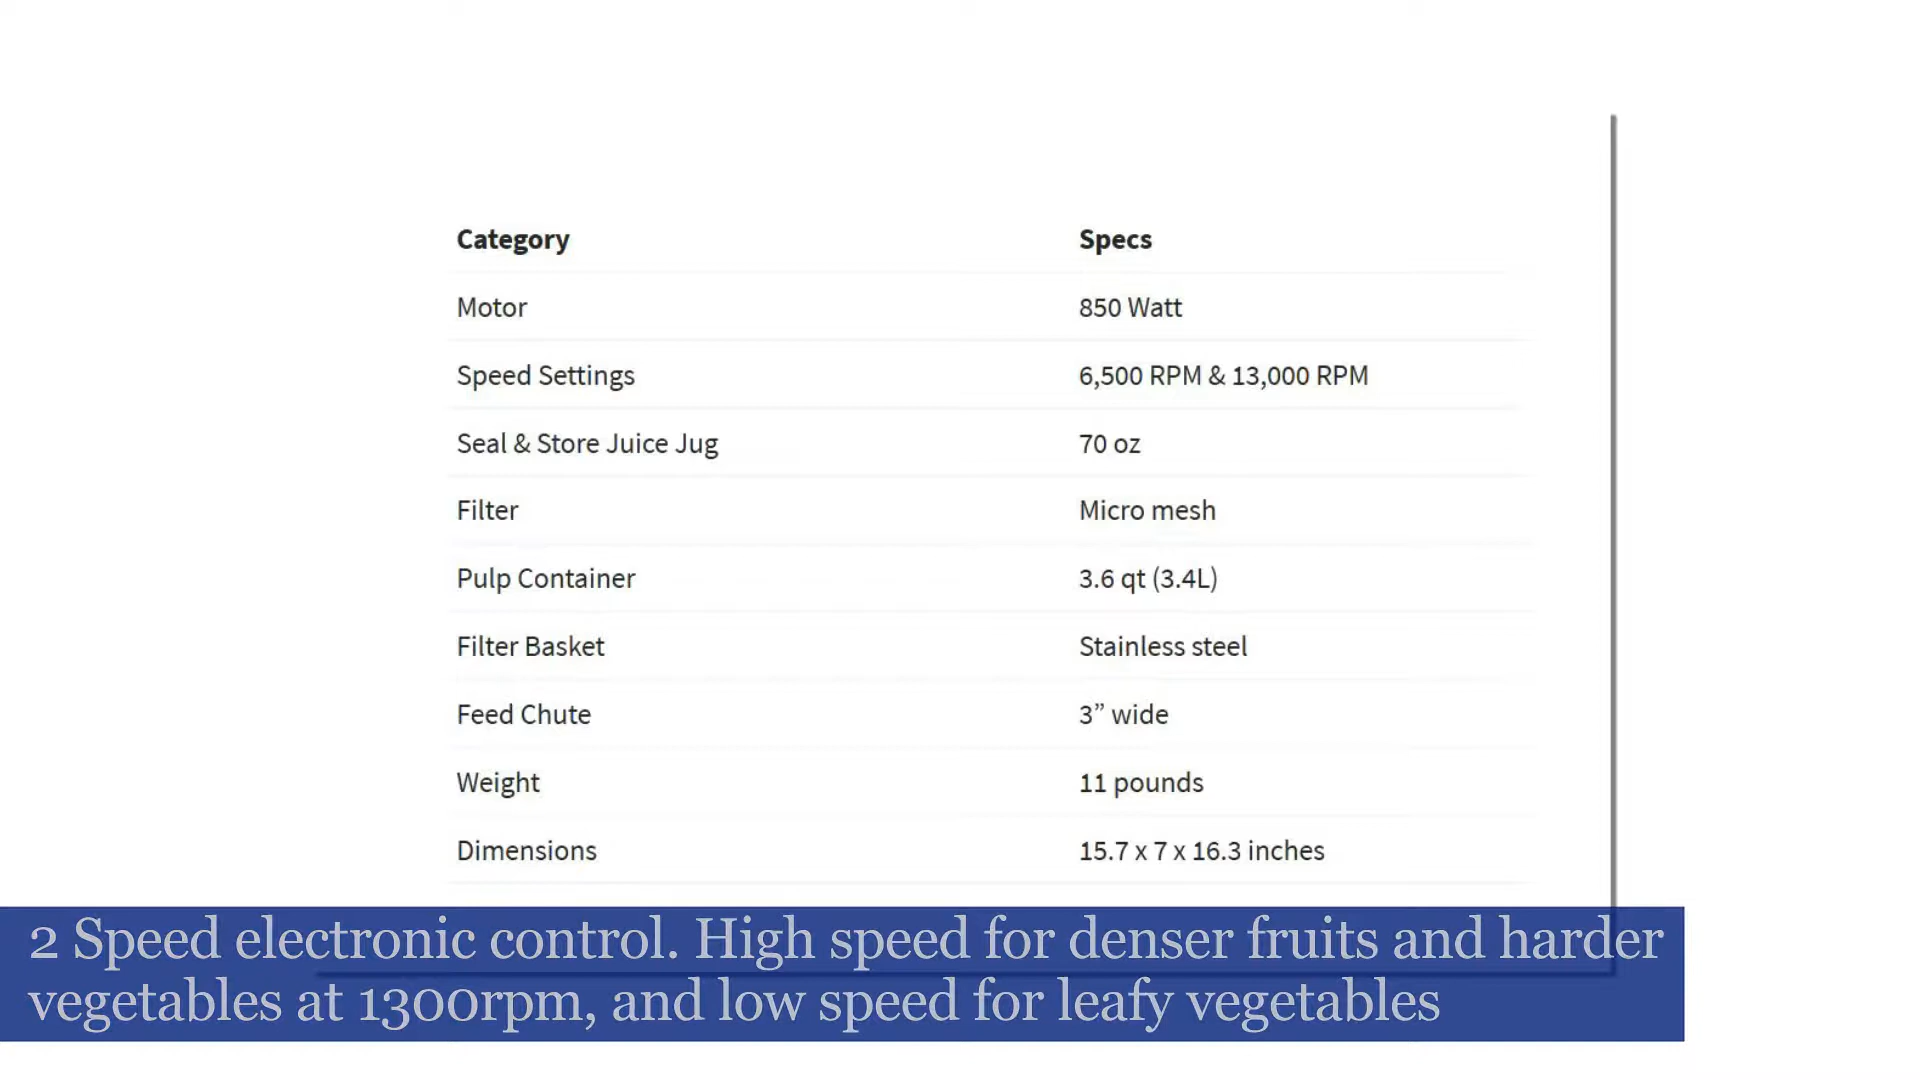 Category Specs
Motor 850 Watt
Speed Settings 6,500 RPM & 13,000 RPM
Seal & Store Juice Jug 70 oz
Filter Micro mesh
Pulp Container 3.6 qt (3.4L)
Filter Basket Stainless steel
Feed Chute 3” wide
Weight 11 pounds
Dimensions 15.7 x 7 x 16.3 inches
2 Speed electronic control. High speed for denser fruits and harder
vegetables at 1300rpm, and low speed for leafy vegetables